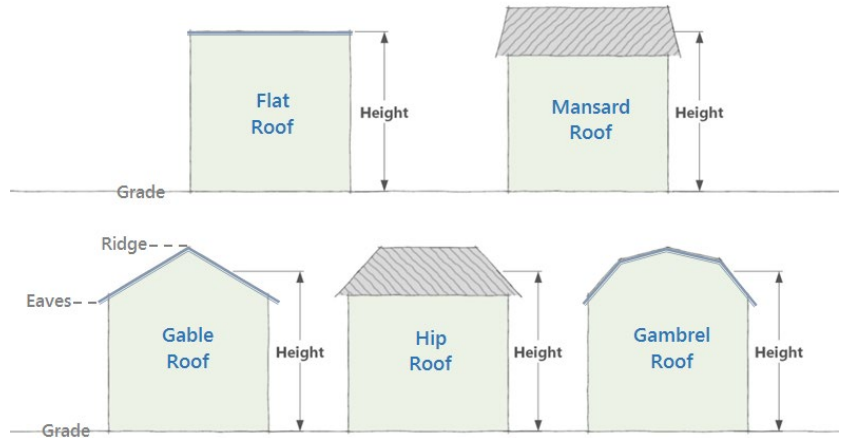 Flat
Roof
Height
Mansard
Roof
Height
Grade
Ridge
Eaves
Gable
Roof
Height
Hip
Roof
Height
Gambrel
Roof
Height
Grade